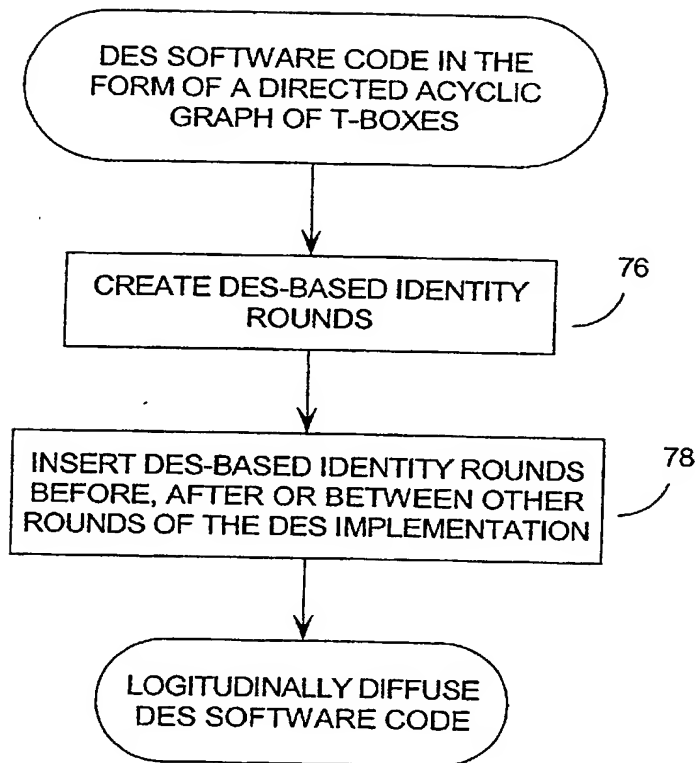 DES SOFTWARE CODE IN THE
FORM OF A DIRECTED ACYCLIC
GRAPH OF T-BOXES
76
CREATE DES-BASED IDENTITY
ROUNDS
78
INSERT DES-BASED IDENTITY ROUNDS
BEFORE, AFTER OR BETWEEN OTHER
ROUNDS OF THE DES IMPLEMENTATION
LOGITUDINALLY DIFFUSE
DES SOFTWARE CODE